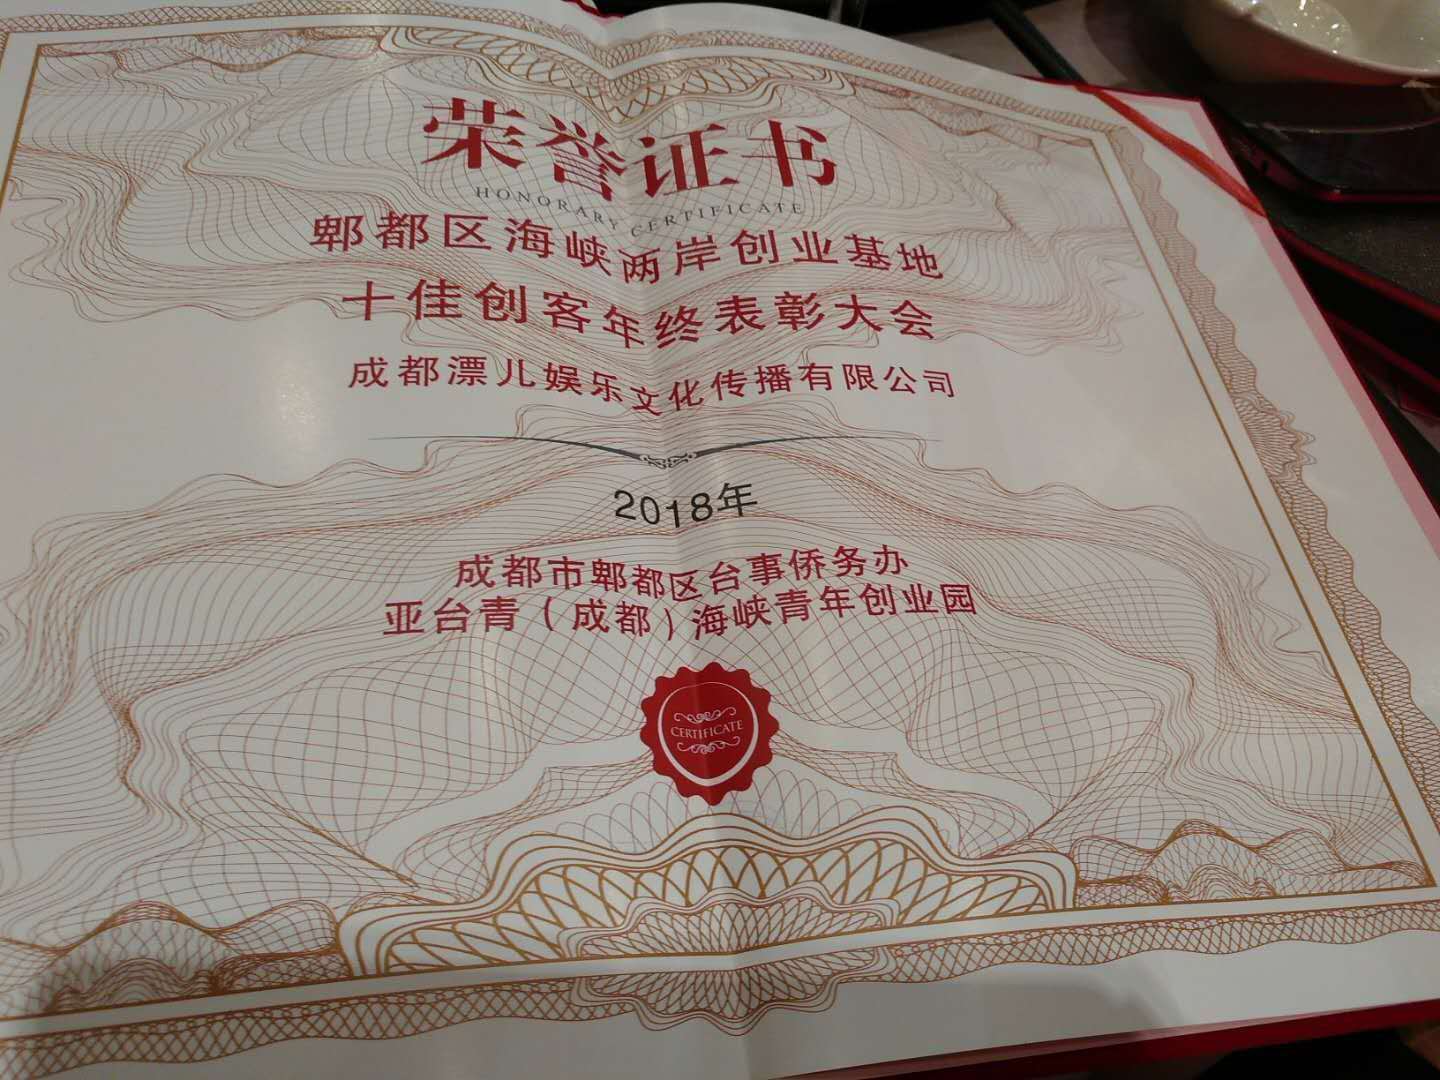 荣誉证书
HONORARY CERTIFICATE
郫都区海峡两岸创业基地
十佳创客年终表彰大会
成都漂儿娱乐文化传播有限公司
2018年
成都市郫都区台事侨务办
亚台青（成都）海峡青年创业园
CERTIFICATE